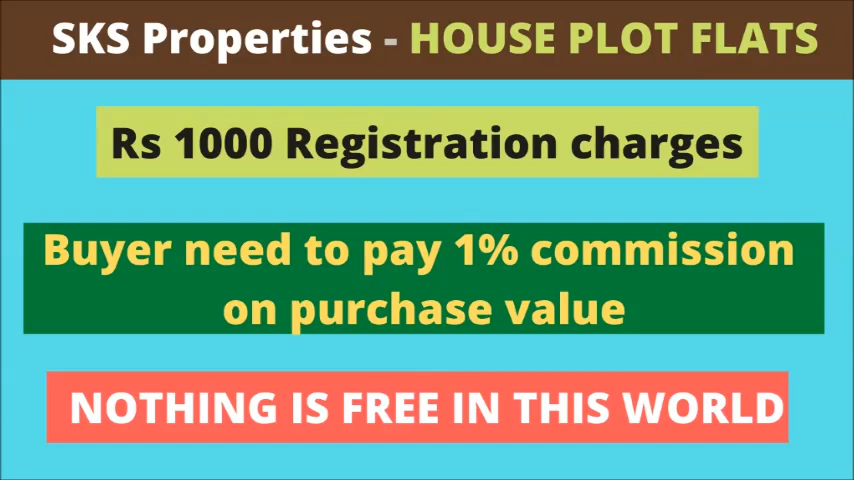 SKS Properties - HOUSE PLOT FLATS
Rs 1000 Registration charges
Buyer need to pay 1% commission
on purchase value
NOTHING IS FREE IN THIS WORLD